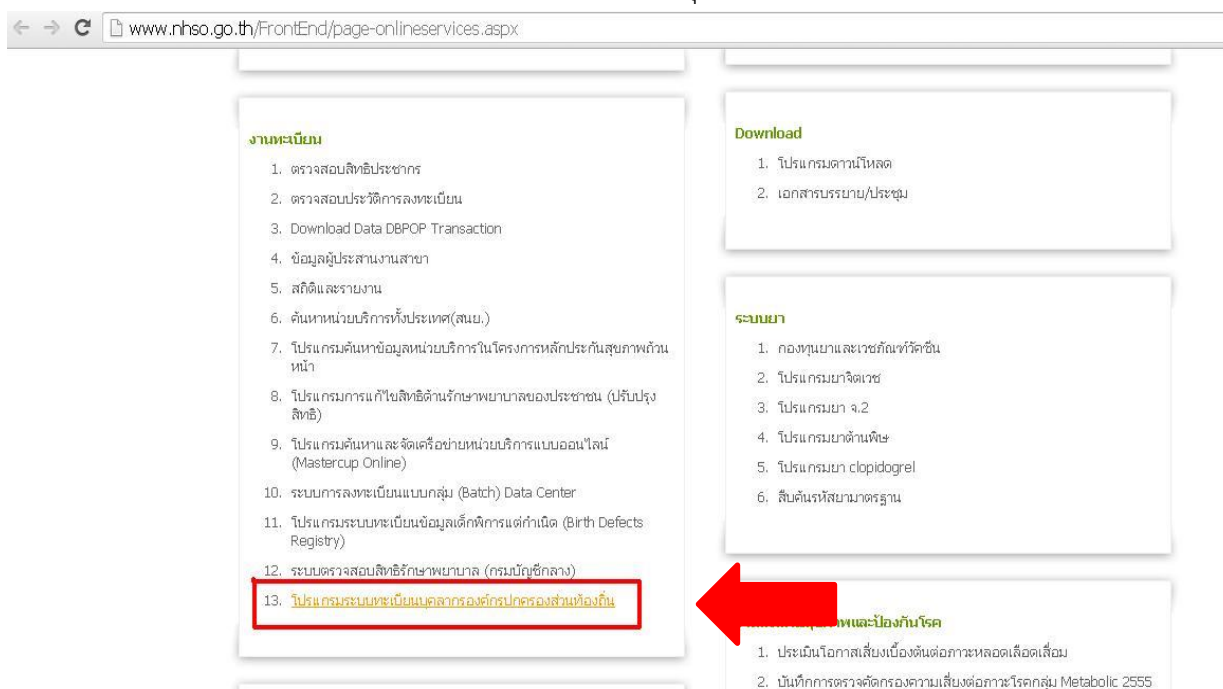 www.nhso.go.th/FrontEnd/page-onlineservices.aspx
งานทะเบียน
1. ตรวจสอบสิทธิประชากร
2. ตรวจสอบประวัติการลงทะเบียน
3. Download Data DBPOP Transaction
4. ข้อมูลผู้ประสานงานสาขา
5. สถิติและรายงาน
6. ค้นหาหน่วยบริการทั้งประเทศ(สนย.)
7. โปรแกรมค้นหาข้อมูลหน่วยบริการในโครงการหลักประกันสุขภาพถ้วน
หน้า
8. โปรแกรมการแก้ไขสิทธิด้านรักษาพยาบาลของประชาชน (ปรับปรุง
สิทธิ)
9. โปรแกรมค้นหาและจัดเครือข่ายหน่วยบริการแบบออนไลน์
(Mastercup Online)
10. ระบบการลงทะเบียนแบบกลุ่ม (Batch) Data Center
11. โปรแกรมระบบทะเบียนข้อมูลเด็กพิการแต่กำเนิด (Birth Defects
Registry)
12. ระบบตรวจสอบสิทธิรักษาพยาบาล (กรมบัญชีกลาง)
13. โปรแกรมระบบทะเบียนบุคลากรองค์กรปกครองส่วนท้องถิ่น
Download
1. โปรแกรมดาวน์โหลด
2. เอกสารบรรยาย/ประชุม
ระบบยา
1. กองทุนยาและเวชภัณฑ์วัคซีน
2. โปรแกรมยาจิตเวช
3. โปรแกรมยา จ.2
4. โปรแกรมยาต้านพิษ
5. โปรแกรมยา clopidogrel
6. สืบค้นรหัสยามาตรฐาน
และป้องกันโรค
1. ประเมินโอกาสเสี่ยงเบื้องต้นต่อภาวะหลอดเลือดเสื่อม
2. บันทึกการตรวจคัดกรองความเสี่ยงต่อภาวะโรคกลุ่ม Metabolic 2555